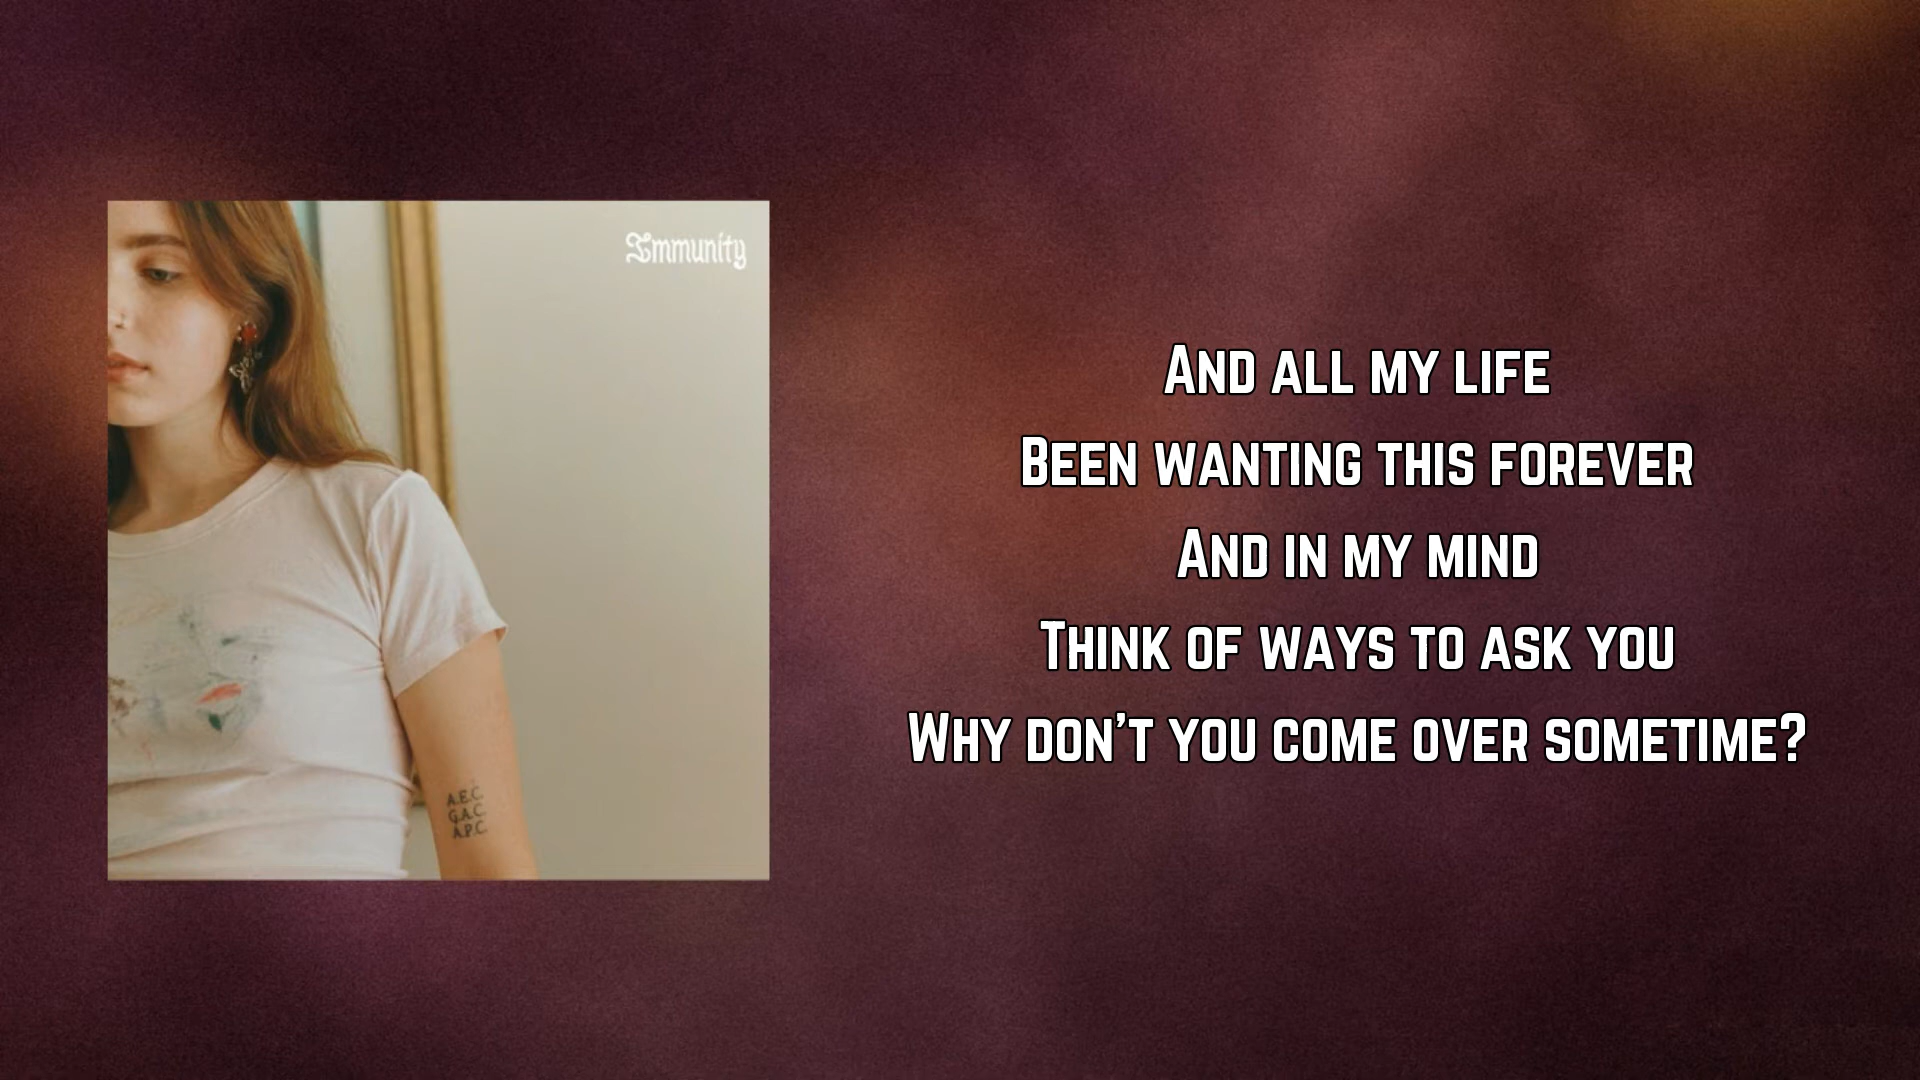 Immunity
And all my life
Been wanting this forever
And in my mind
Think of ways to ask you
Why don't you come over sometime?
A.E.C.
G.A.C.
A.P.C.